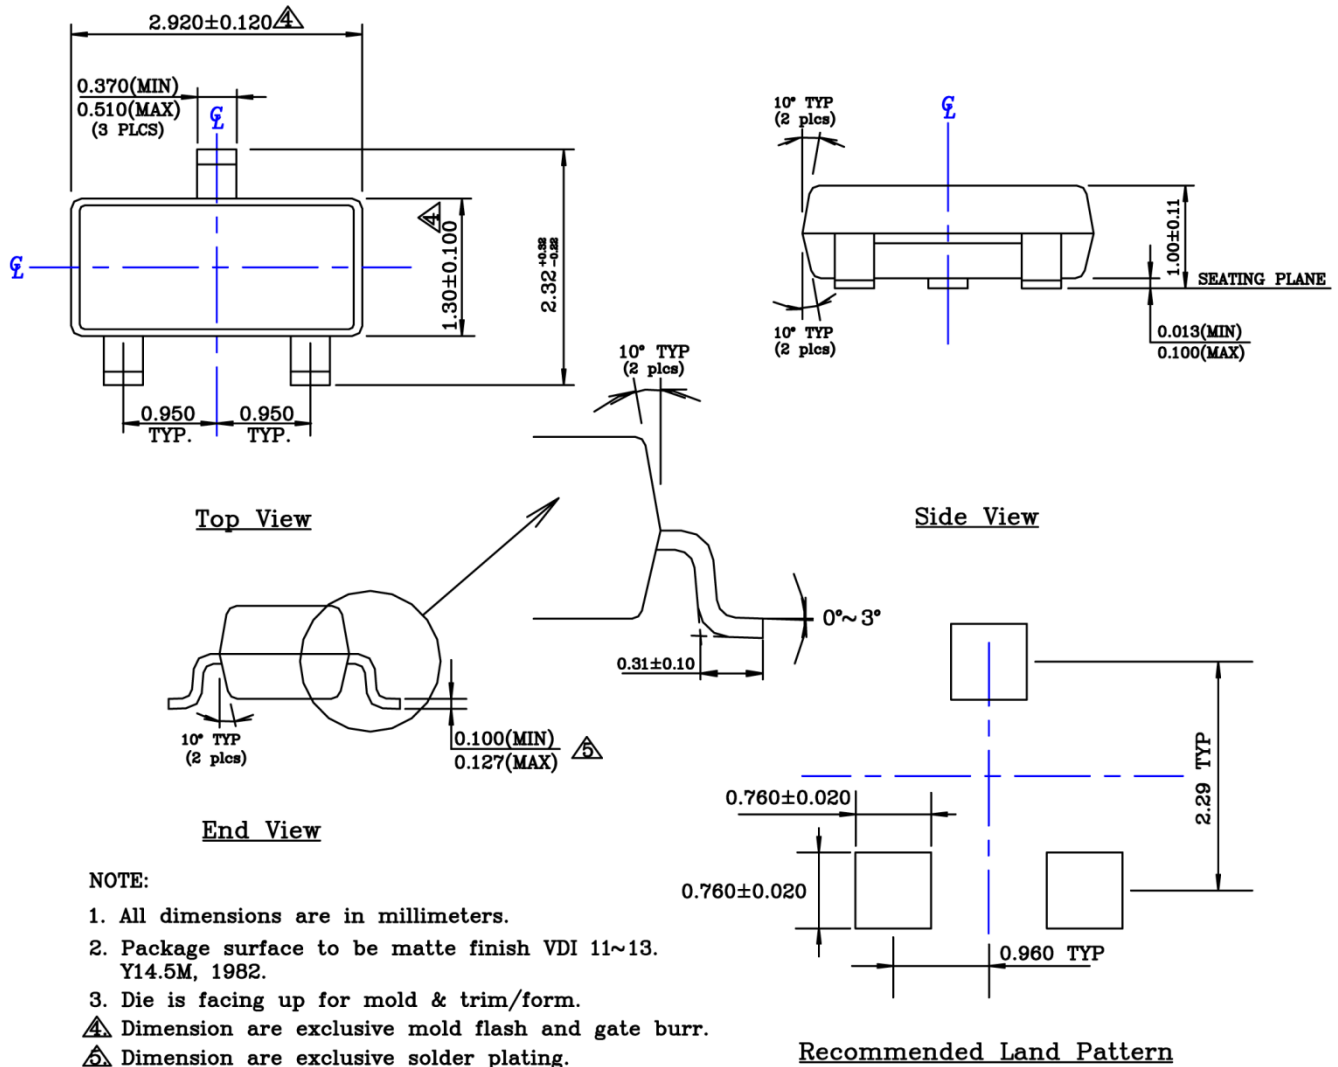 2.920±0.120 4
0.370(MIN)
0.510(MAX)
(3 PLCS)
CL
CL
4
1.30±0.100
2.32 +0.32 -0.22
0.950
TYP.
0.950
TYP.
Top View
10° TYP
(2 plcs)
CL
1.00±0.11
SEATING PLANE
0.013(MIN)
0.100(MAX)
10° TYP
(2 plcs)
Side View
10° TYP
(2 plcs)
0°~3°
0.31±0.10
10° TYP
(2 plcs)
0.100(MIN)
0.127(MAX)
5
End View
0.760±0.020
0.760±0.020
2.29 TYP
0.960 TYP
Recommended Land Pattern
NOTE:
1. All dimensions are in millimeters.
2. Package surface to be matte finish VDI 11~13.
Y14.5M, 1982.
3. Die is facing up for mold & trim/form.
4. Dimension are exclusive mold flash and gate burr.
5. Dimension are exclusive solder plating.